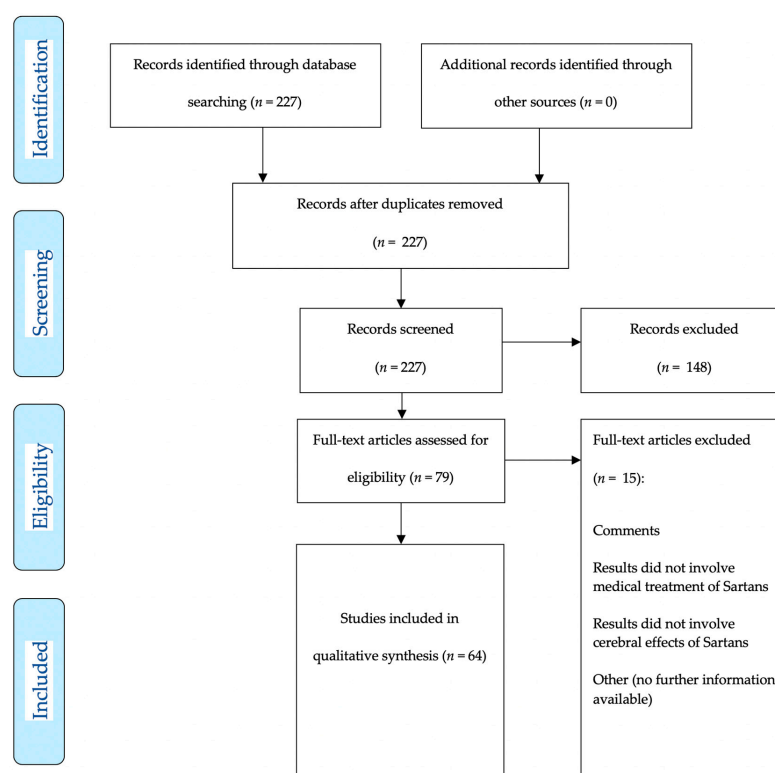 Identification
Records identified through database
searching (n = 227)
Additional records identified through
other sources (n = 0)
Records after duplicates removed
(n = 227)
Screening
Records screened
(n = 227)
Records excluded
(n = 148)
Eligibility
Full-text articles assessed for
eligibility (n = 79)
Full-text articles excluded
(n = 15):
Comments
Results did not involve
medical treatment of Sartans
Results did not involve
cerebral effects of Sartans
Other (no further information
available)
Included
Studies included in
qualitative synthesis (n = 64)